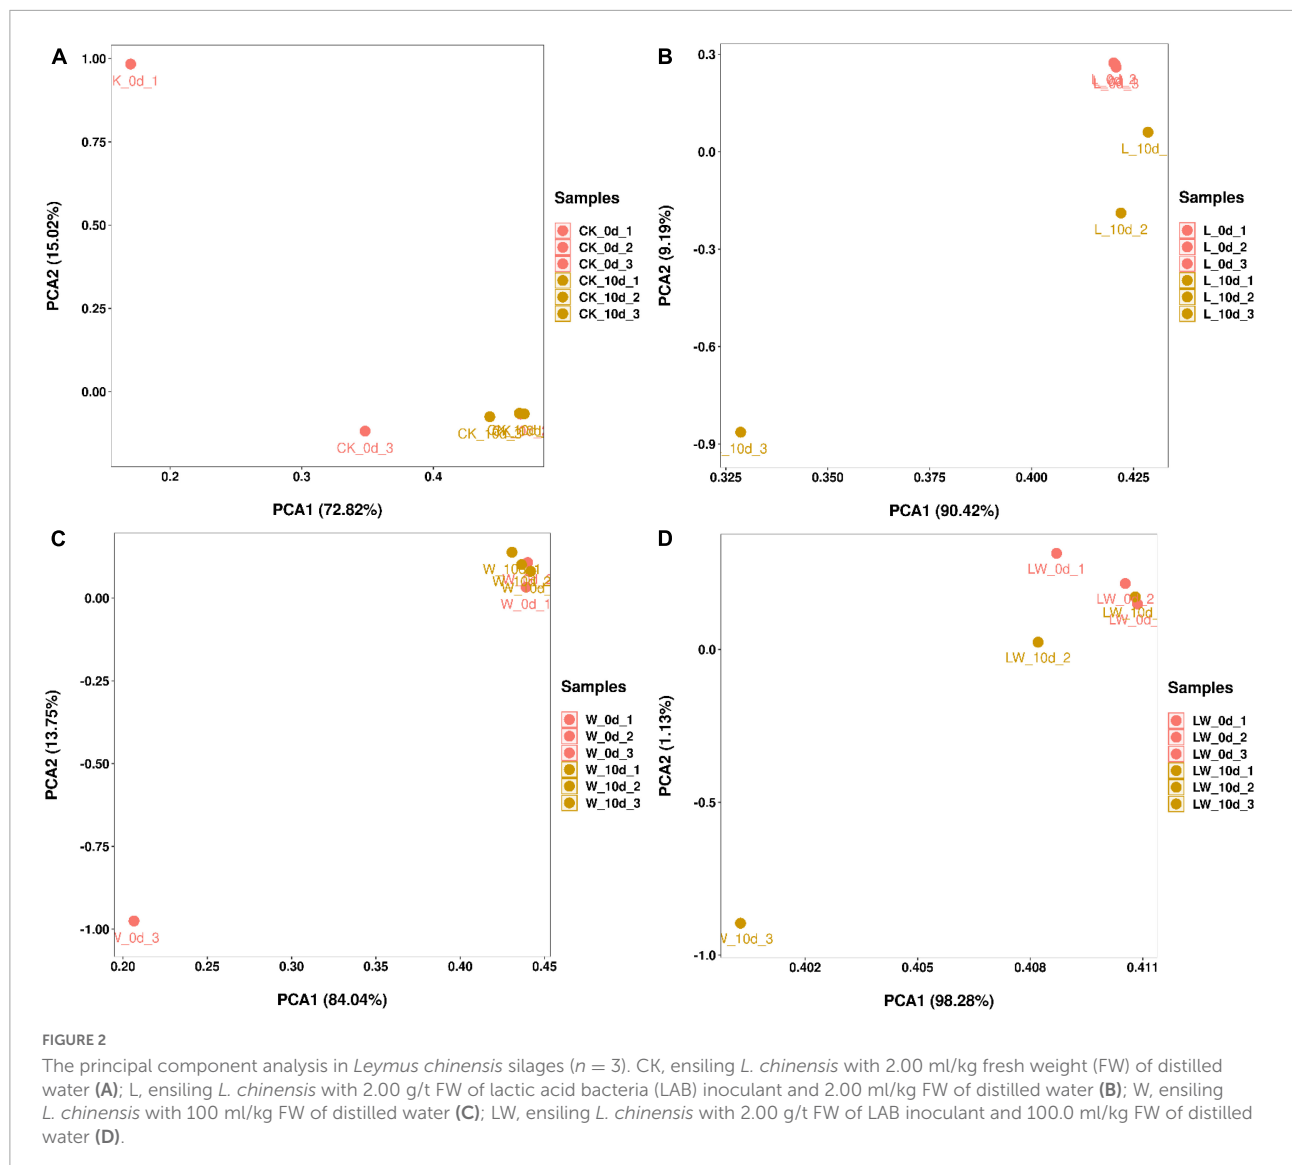 A
1.00
0.75
0.50
0.25
0.00
PCA2 (15.02%)
K_0d_1
CK_0d_3
CK_10d_3
0.2
0.3
0.4
PCA1 (72.82%)
Samples
CK_0d_1
CK_0d_2
CK_0d_3
CK_10d_1
CK_10d_2
CK_10d_3
B
0.3
0.0
-0.3
-0.6
-0.9
PCA2 (9.19%)
L_0d_3
L_10d_
L_10d_2
_10d_3
0.325
0.350
0.375
0.400
0.425
PCA1 (90.42%)
Samples
L_0d_1
L_0d_2
L_0d_3
L_10d_1
L_10d_2
L_10d_3
C
0.00
-0.25
-0.50
-0.75
-1.00
PCA2 (13.75%)
W_10d_1
W_10d_2
W_0d_1
W_0d_3
0.20
0.25
0.30
0.35
0.40
0.45
PCA1 (84.04%)
Samples
W_0d_1
W_0d_2
W_0d_3
W_10d_1
W_10d_2
W_10d_3
D
0.0
-0.5
-1.0
PCA2 (1.13%)
LW_0d_1
LW_0d_2
LW_10d_
LW_0d_
LW_10d_2
W_10d_3
0.402
0.405
0.408
0.411
PCA1 (98.28%)
Samples
LW_0d_1
LW_0d_2
LW_0d_3
LW_10d_1
LW_10d_2
LW_10d_3
FIGURE 2
The principal component analysis in Leymus chinensis silages (n = 3). CK, ensiling L. chinensis with 2.00 ml/kg fresh weight (FW) of distilled
water (A); L, ensiling L. chinensis with 2.00 g/t FW of lactic acid bacteria (LAB) inoculant and 2.00 ml/kg FW of distilled water (B); W, ensiling
L. chinensis with 100 ml/kg FW of distilled water (C); LW, ensiling L. chinensis with 2.00 g/t FW of LAB inoculant and 100.0 ml/kg FW of distilled
water (D).